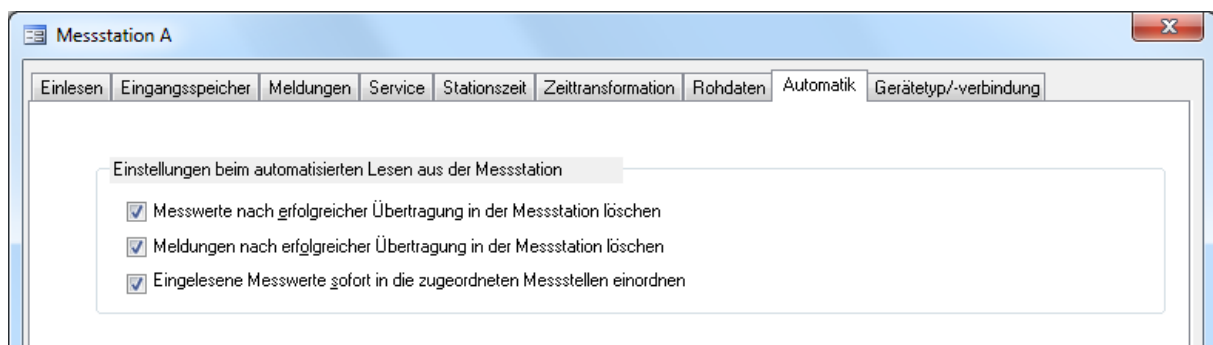 Messstation A
Einlesen Eingangsspeicher Meldungen Service Stationszeit Zeittransformation Rohdaten Automatik Gerätetyp/-verbindung
Einstellungen beim automatisierten Lesen aus der Messstation
Messwerte nach erfolgreicher Übertragung in der Messstation löschen
Meldungen nach erfolgreicher Übertragung in der Messstation löschen
Eingelesene Messwerte sofort in die zugeordneten Messstellen einordnen